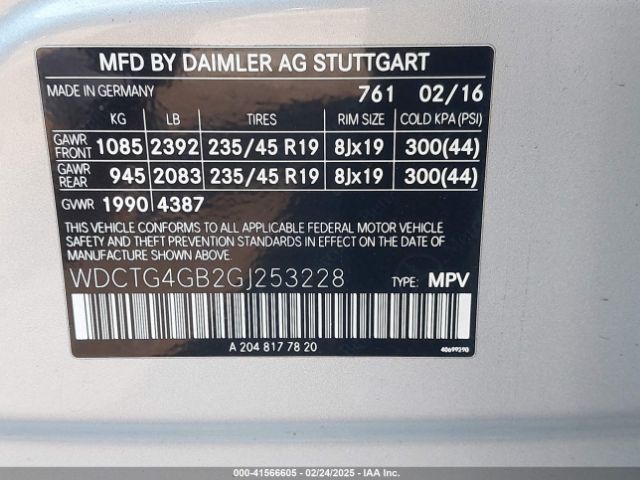 MFD BY DAIMLER AG STUTTGART
MADE IN GERMANY 761 02/16
KG LB TIRES RIM SIZE COLD KPA (PSI)
GAWR FRONT 1085 2392 235/45 R19 8Jx19 300(44)
GAWR REAR 945 2083 235/45 R19 8Jx19 300(44)
GVWR 1990 4387
THIS VEHICLE CONFORMS TO ALL APPLICABLE FEDERAL MOTOR VEHICLE
SAFETY, BUMPER, AND THEFT PREVENTION STANDARDS IN EFFECT ON THE DATE
OF MANUFACTURE SHOWN ABOVE.
WDCTG4GB2GJ253228 TYPE: MPV
A 204 817 78 20 40699290
000-41566605 - 02/24/2025 - IAAI.COM